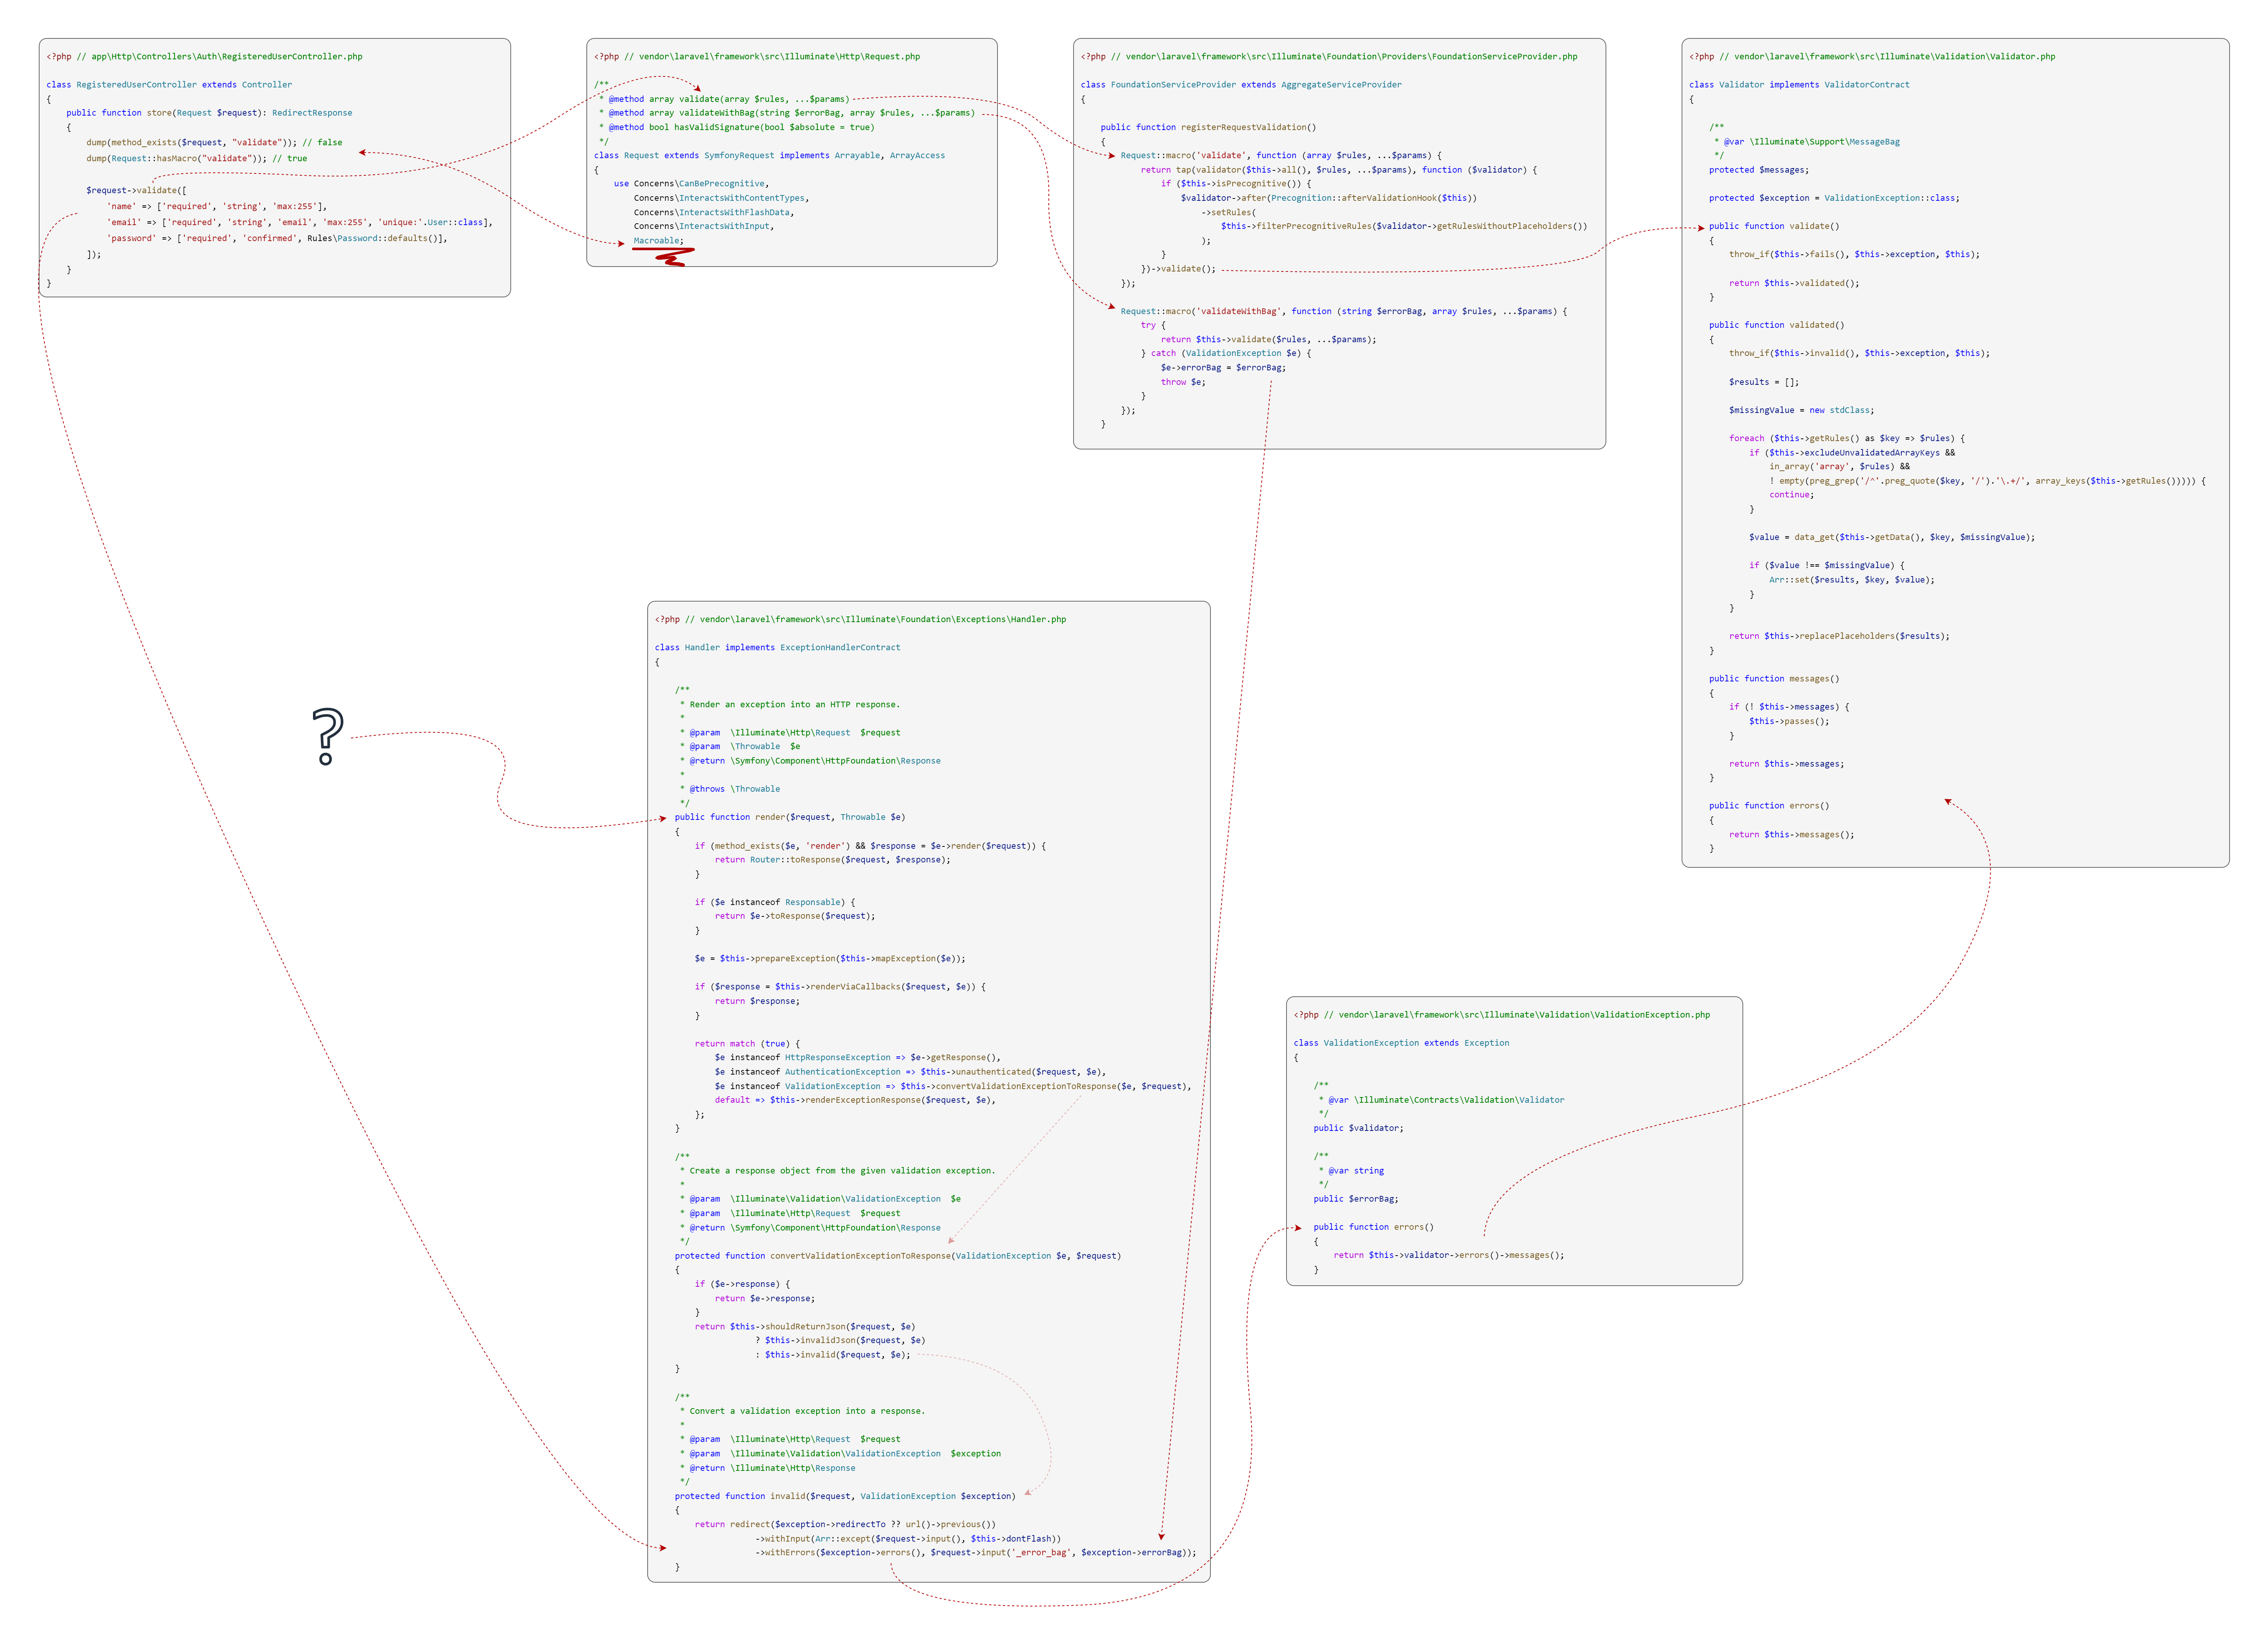 <?php // app\Http\Controllers\Auth\RegisteredUserController.php
class RegisteredUserController extends Controller
{
    public function store(Request $request): RedirectResponse
    {
        dump(method_exists($request, "validate")); // false
        dump(Request::hasMacro("validate")); // true
        $request->validate([
            'name' => ['required', 'string', 'max:255'],
            'email' => ['required', 'string', 'email', 'max:255', 'unique:'.User::class],
            'password' => ['required', 'confirmed', Rules\Password::defaults()],
        ]);
    }
}
<?php // vendor\laravel\framework\src\Illuminate\Http\Request.php
/**
 * @method array validate(array $rules, ...$params)
 * @method array validateWithBag(string $errorBag, array $rules, ...$params)
 * @method bool hasValidSignature(bool $absolute = true)
 */
class Request extends SymfonyRequest implements Arrayable, ArrayAccess
{
    use Concerns\CanBePrecognitive,
        Concerns\InteractsWithContentTypes,
        Concerns\InteractsWithFlashData,
        Concerns\InteractsWithInput,
        Macroable;
<?php // vendor\laravel\framework\src\Illuminate\Foundation\Providers\FoundationServiceProvider.php
class FoundationServiceProvider extends AggregateServiceProvider
{
    public function registerRequestValidation()
    {
        Request::macro('validate', function (array $rules, ...$params) {
            return tap(validator($this->all(), $rules, ...$params), function ($validator) {
                if ($this->isPrecognitive()) {
                    $validator->after(Precognition::afterValidationHook($this))
                        ->setRules(
                            $this->filterPrecognitiveRules($validator->getRulesWithoutPlaceholders())
                        );
                }
            })->validate();
        });
        Request::macro('validateWithBag', function (string $errorBag, array $rules, ...$params) {
            try {
                return $this->validate($rules, ...$params);
            } catch (ValidationException $e) {
                $e->errorBag = $errorBag;
                throw $e;
            }
        });
    }
<?php // vendor\laravel\framework\src\Illuminate\Validation\Validator.php
class Validator implements ValidatorContract
{
    /**
     * @var \Illuminate\Support\MessageBag
     */
    protected $messages;
    protected $exception = ValidationException::class;
    public function validate()
    {
        throw_if($this->fails(), $this->exception, $this);
        return $this->validated();
    }
    public function validated()
    {
        throw_if($this->invalid(), $this->exception, $this);
        $results = [];
        $missingValue = new stdClass;
        foreach ($this->getRules() as $key => $rules) {
            if ($this->excludeUnvalidatedArrayKeys &&
                in_array('array', $rules) &&
                ! empty(preg_grep('/^'.preg_quote($key, '/').'\.+/', array_keys($this->getRules())))) {
                continue;
            }
            $value = data_get($this->getData(), $key, $missingValue);
            if ($value !== $missingValue) {
                Arr::set($results, $key, $value);
            }
        }
        return $this->replacePlaceholders($results);
    }
    public function messages()
    {
        if (! $this->messages) {
            $this->passes();
        }
        return $this->messages;
    }
    public function errors()
    {
        return $this->messages();
    }
?
<?php // vendor\laravel\framework\src\Illuminate\Foundation\Exceptions\Handler.php
class Handler implements ExceptionHandlerContract
{
    /**
     * Render an exception into an HTTP response.
     *
     * @param  \Illuminate\Http\Request  $request
     * @param  \Throwable  $e
     * @return \Symfony\Component\HttpFoundation\Response
     *
     * @throws \Throwable
     */
    public function render($request, Throwable $e)
    {
        if (method_exists($e, 'render') && $response = $e->render($request)) {
            return Router::toResponse($request, $response);
        }
        if ($e instanceof Responsable) {
            return $e->toResponse($request);
        }
        $e = $this->prepareException($this->mapException($e));
        if ($response = $this->renderViaCallbacks($request, $e)) {
            return $response;
        }
        return match (true) {
            $e instanceof HttpResponseException => $e->getResponse(),
            $e instanceof AuthenticationException => $this->unauthenticated($request, $e),
            $e instanceof ValidationException => $this->convertValidationExceptionToResponse($e, $request),
            default => $this->renderExceptionResponse($request, $e),
        };
    }
    /**
     * Create a response object from the given validation exception.
     *
     * @param  \Illuminate\Validation\ValidationException  $e
     * @param  \Illuminate\Http\Request  $request
     * @return \Symfony\Component\HttpFoundation\Response
     */
    protected function convertValidationExceptionToResponse(ValidationException $e, $request)
    {
        if ($e->response) {
            return $e->response;
        }
        return $this->shouldReturnJson($request, $e)
                    ? $this->invalidJson($request, $e)
                    : $this->invalid($request, $e);
    }
    /**
     * Convert a validation exception into a response.
     *
     * @param  \Illuminate\Http\Request  $request
     * @param  \Illuminate\Validation\ValidationException  $exception
     * @return \Illuminate\Http\Response
     */
    protected function invalid($request, ValidationException $exception)
    {
        return redirect($exception->redirectTo ?? url()->previous())
                    ->withInput(Arr::except($request->input(), $this->dontFlash))
                    ->withErrors($exception->errors(), $request->input('_error_bag', $exception->errorBag));
    }
<?php // vendor\laravel\framework\src\Illuminate\Validation\ValidationException.php
class ValidationException extends Exception
{
    /**
     * @var \Illuminate\Contracts\Validation\Validator
     */
    public $validator;
    /**
     * @var string
     */
    public $errorBag;
    public function errors()
    {
        return $this->validator->errors()->messages();
    }